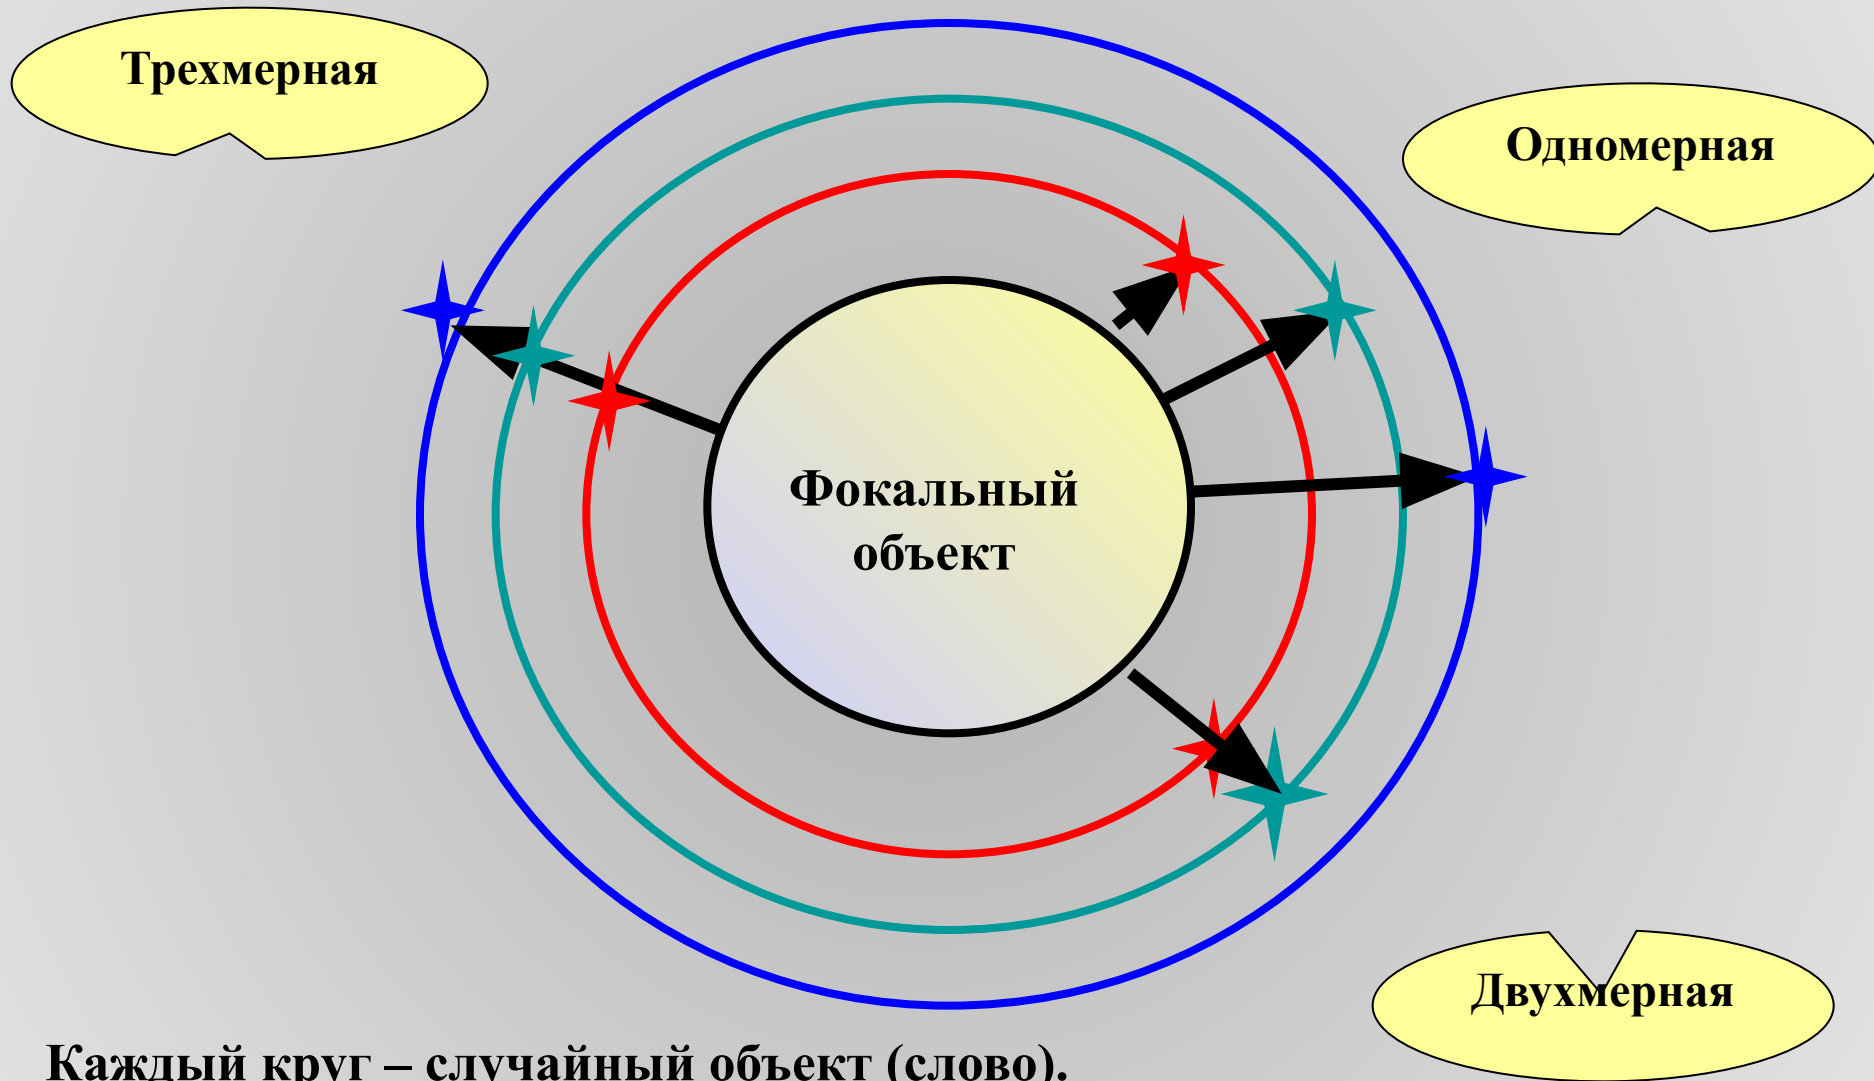 Трехмерная
Одномерная
Фокальный
объект
Двухмерная
Каждый круг – случайный объект (слово).